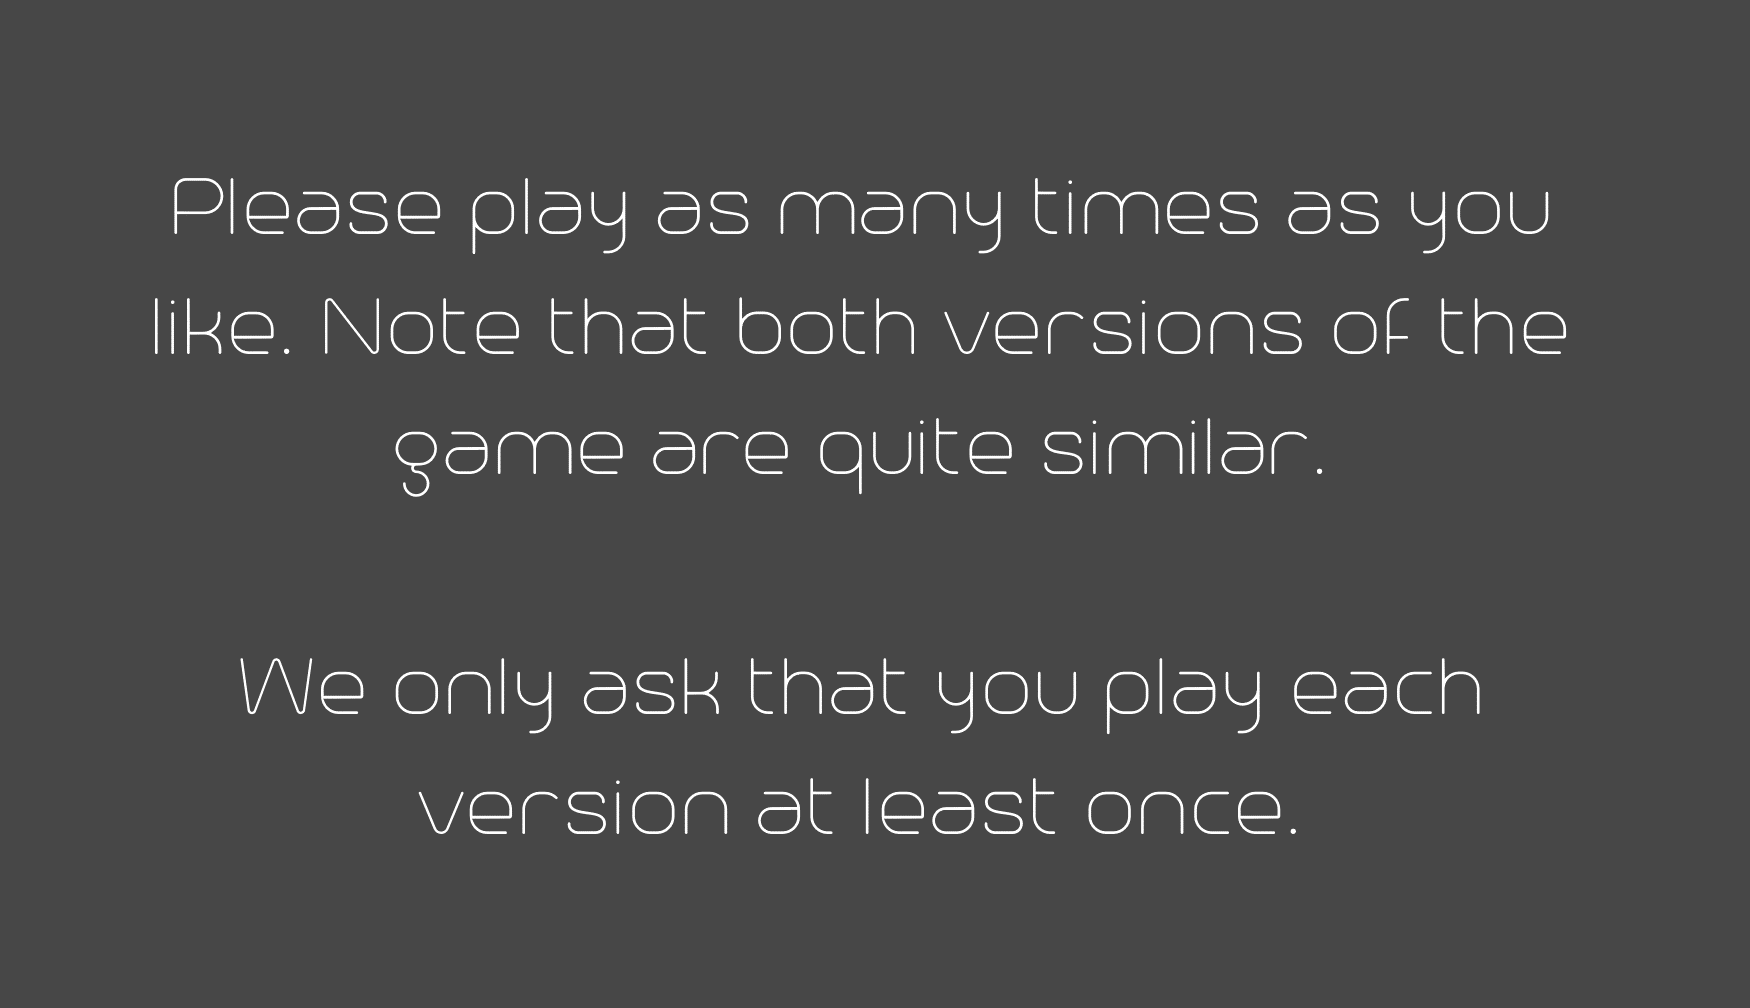 Please play as many times as you
like. Note that both versions of the
game are quite similar.
We only ask that you play each
version at least once.